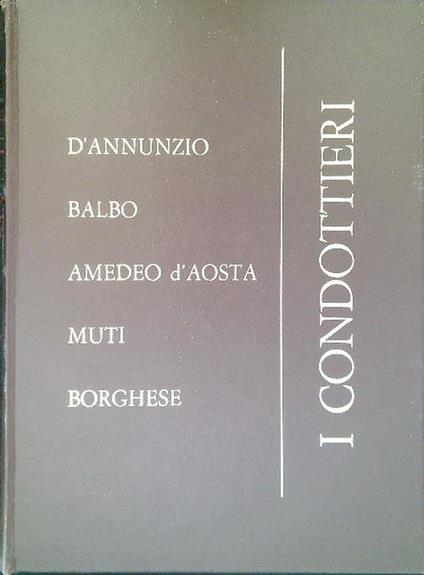 D'ANNUNZIO
BALBO
AMEDEO d'AOSTA
MUTI
BORGHESE
I CONDOTTIERI